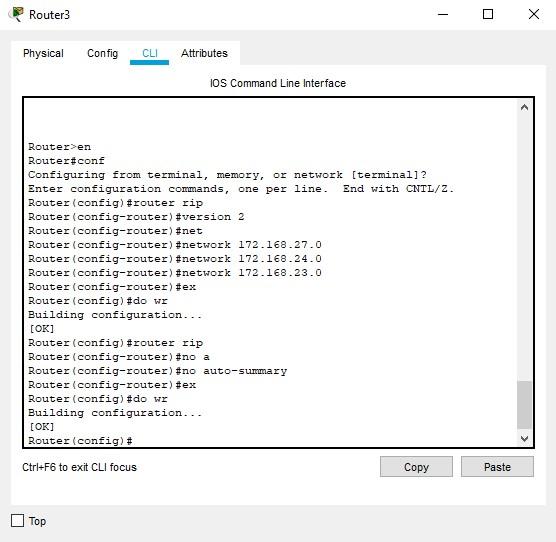 Router3
Physical Config CLI Attributes
IOS Command Line Interface
Router>en
Router#conf
Configuring from terminal, memory, or network [terminal]?
Enter configuration commands, one per line.  End with CNTL/Z.
Router(config)#router rip
Router(config-router)#version 2
Router(config-router)#net
Router(config-router)#network 172.168.27.0
Router(config-router)#network 172.168.24.0
Router(config-router)#network 172.168.23.0
Router(config-router)#ex
Router(config)#do wr
Building configuration...
[OK]
Router(config)#router rip
Router(config-router)#no a
Router(config-router)#no auto-summary
Router(config-router)#ex
Router(config)#do wr
Building configuration...
[OK]
Router(config)#
Ctrl+F6 to exit CLI focus
Copy Paste
Top